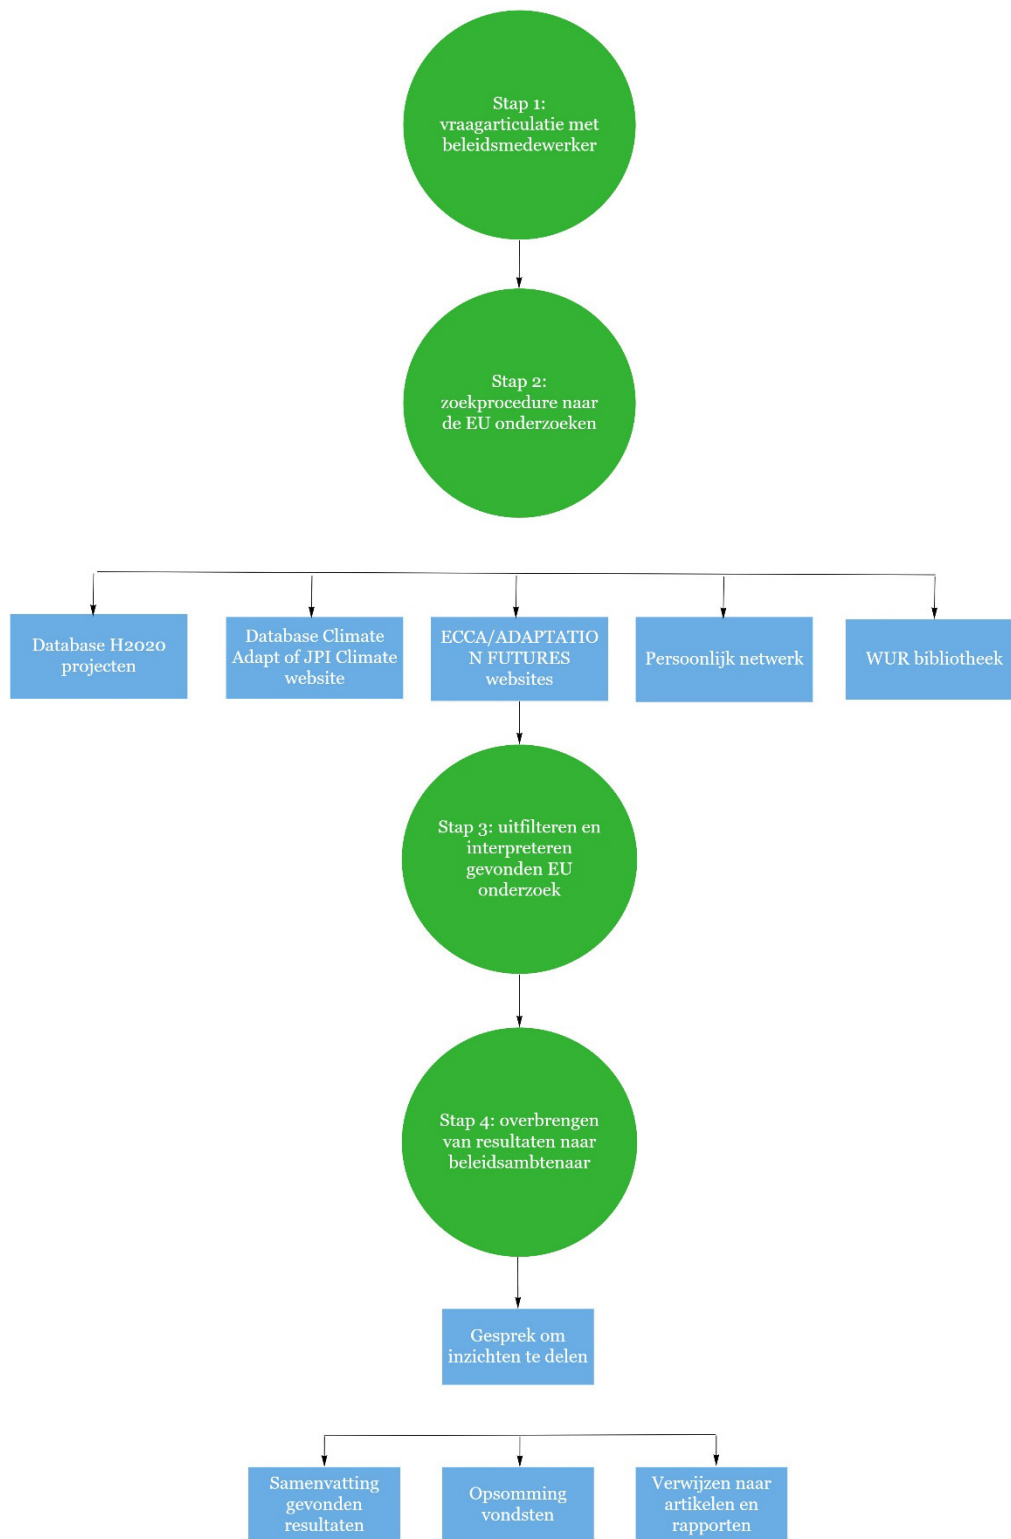 Stap 1:
vraagarticulatie met
beleidsmedewerker
Stap 2:
zoekprocedure naar
de EU onderzoeken
Database H2020
projecten
Database Climate
Adapt of JPI Climate
website
ECCA/ADAPTATIO
N FUTURES
websites
Persoonlijk netwerk
WUR bibliotheek
Stap 3: uitfilteren en
interpreteren
gevonden EU
onderzoek
Stap 4: overbrengen
van resultaten naar
beleidsambtenaar
Gesprek om
inzichten te delen
Samenvatting
gevonden
resultaten
Opsomming
vondsten
Verwijzen naar
artikelen en
rapporten